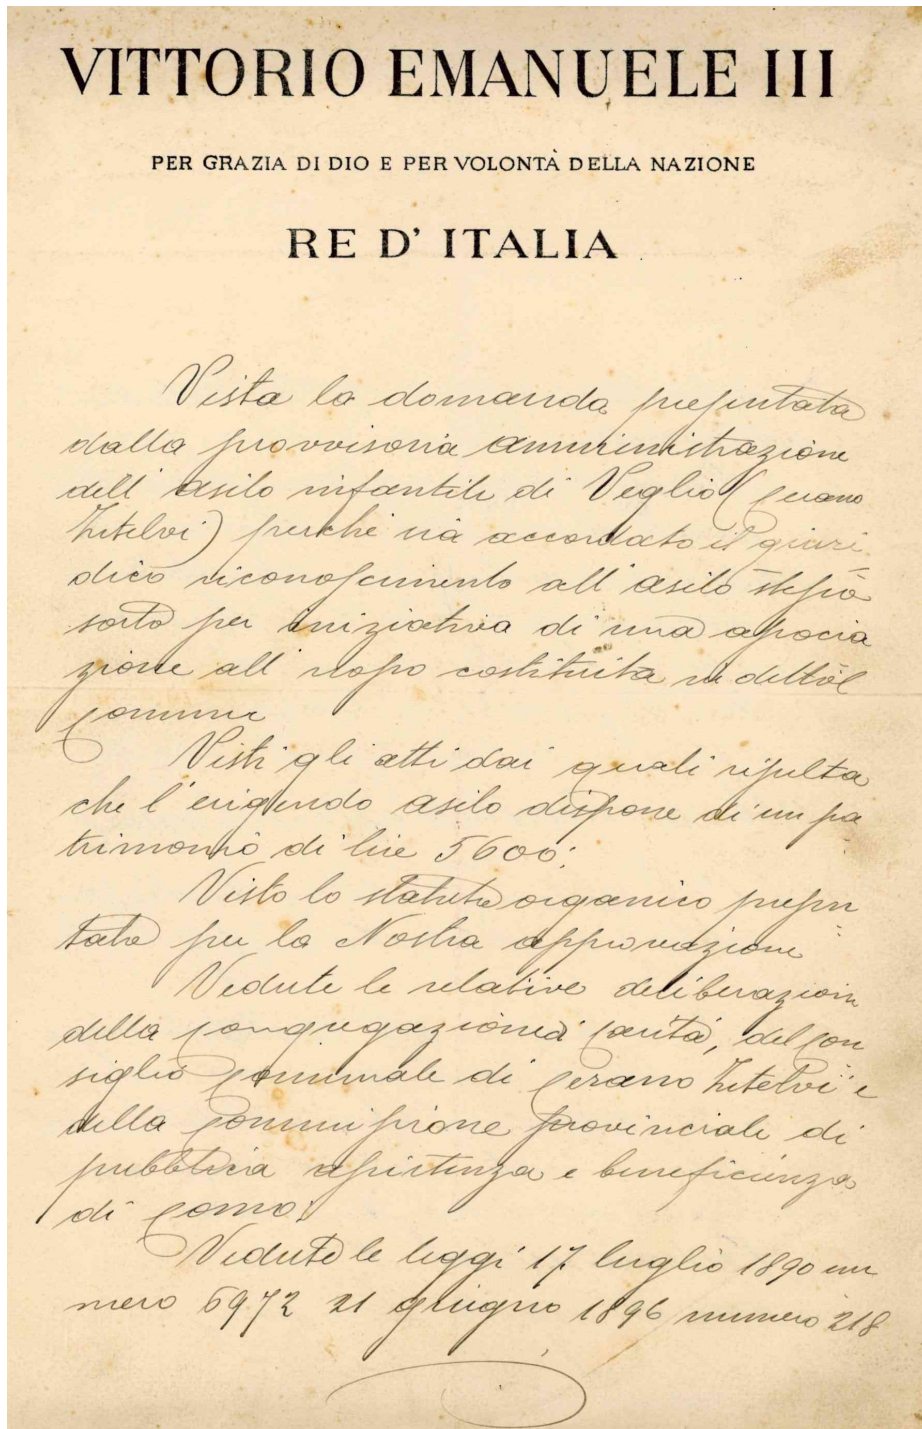 VITTORIO EMANUELE III
PER GRAZIA DI DIO E PER VOLONTÀ DELLA NAZIONE
RE D' ITALIA
Vista la domanda presentata
dalla provvisoria amministrazione
dell' asilo infantile di Veglio (Cerano
Intelvi) perchè sia accordato il giuri
dico riconoscimento all' asilo stesso
sorto per iniziativa di una associa
zione all' uopo costituita in detto
Comune
Visti gli atti dai quali risulta
che l' erigendo asilo dispone di un pa
trimonio di lire 5600;
Visto lo statuto organico presen
tato per la Nostra approvazione
Vedute le relative deliberazioni
della Congregazione di Carità, del Con
siglio Comunale di Cerano Intelvi e
della Commissione provinciale di
pubblica assistenza e beneficienza
di Como;
Vedute le leggi 17 luglio 1890 nu
mero 6972 21 giugno 1896 numero 218